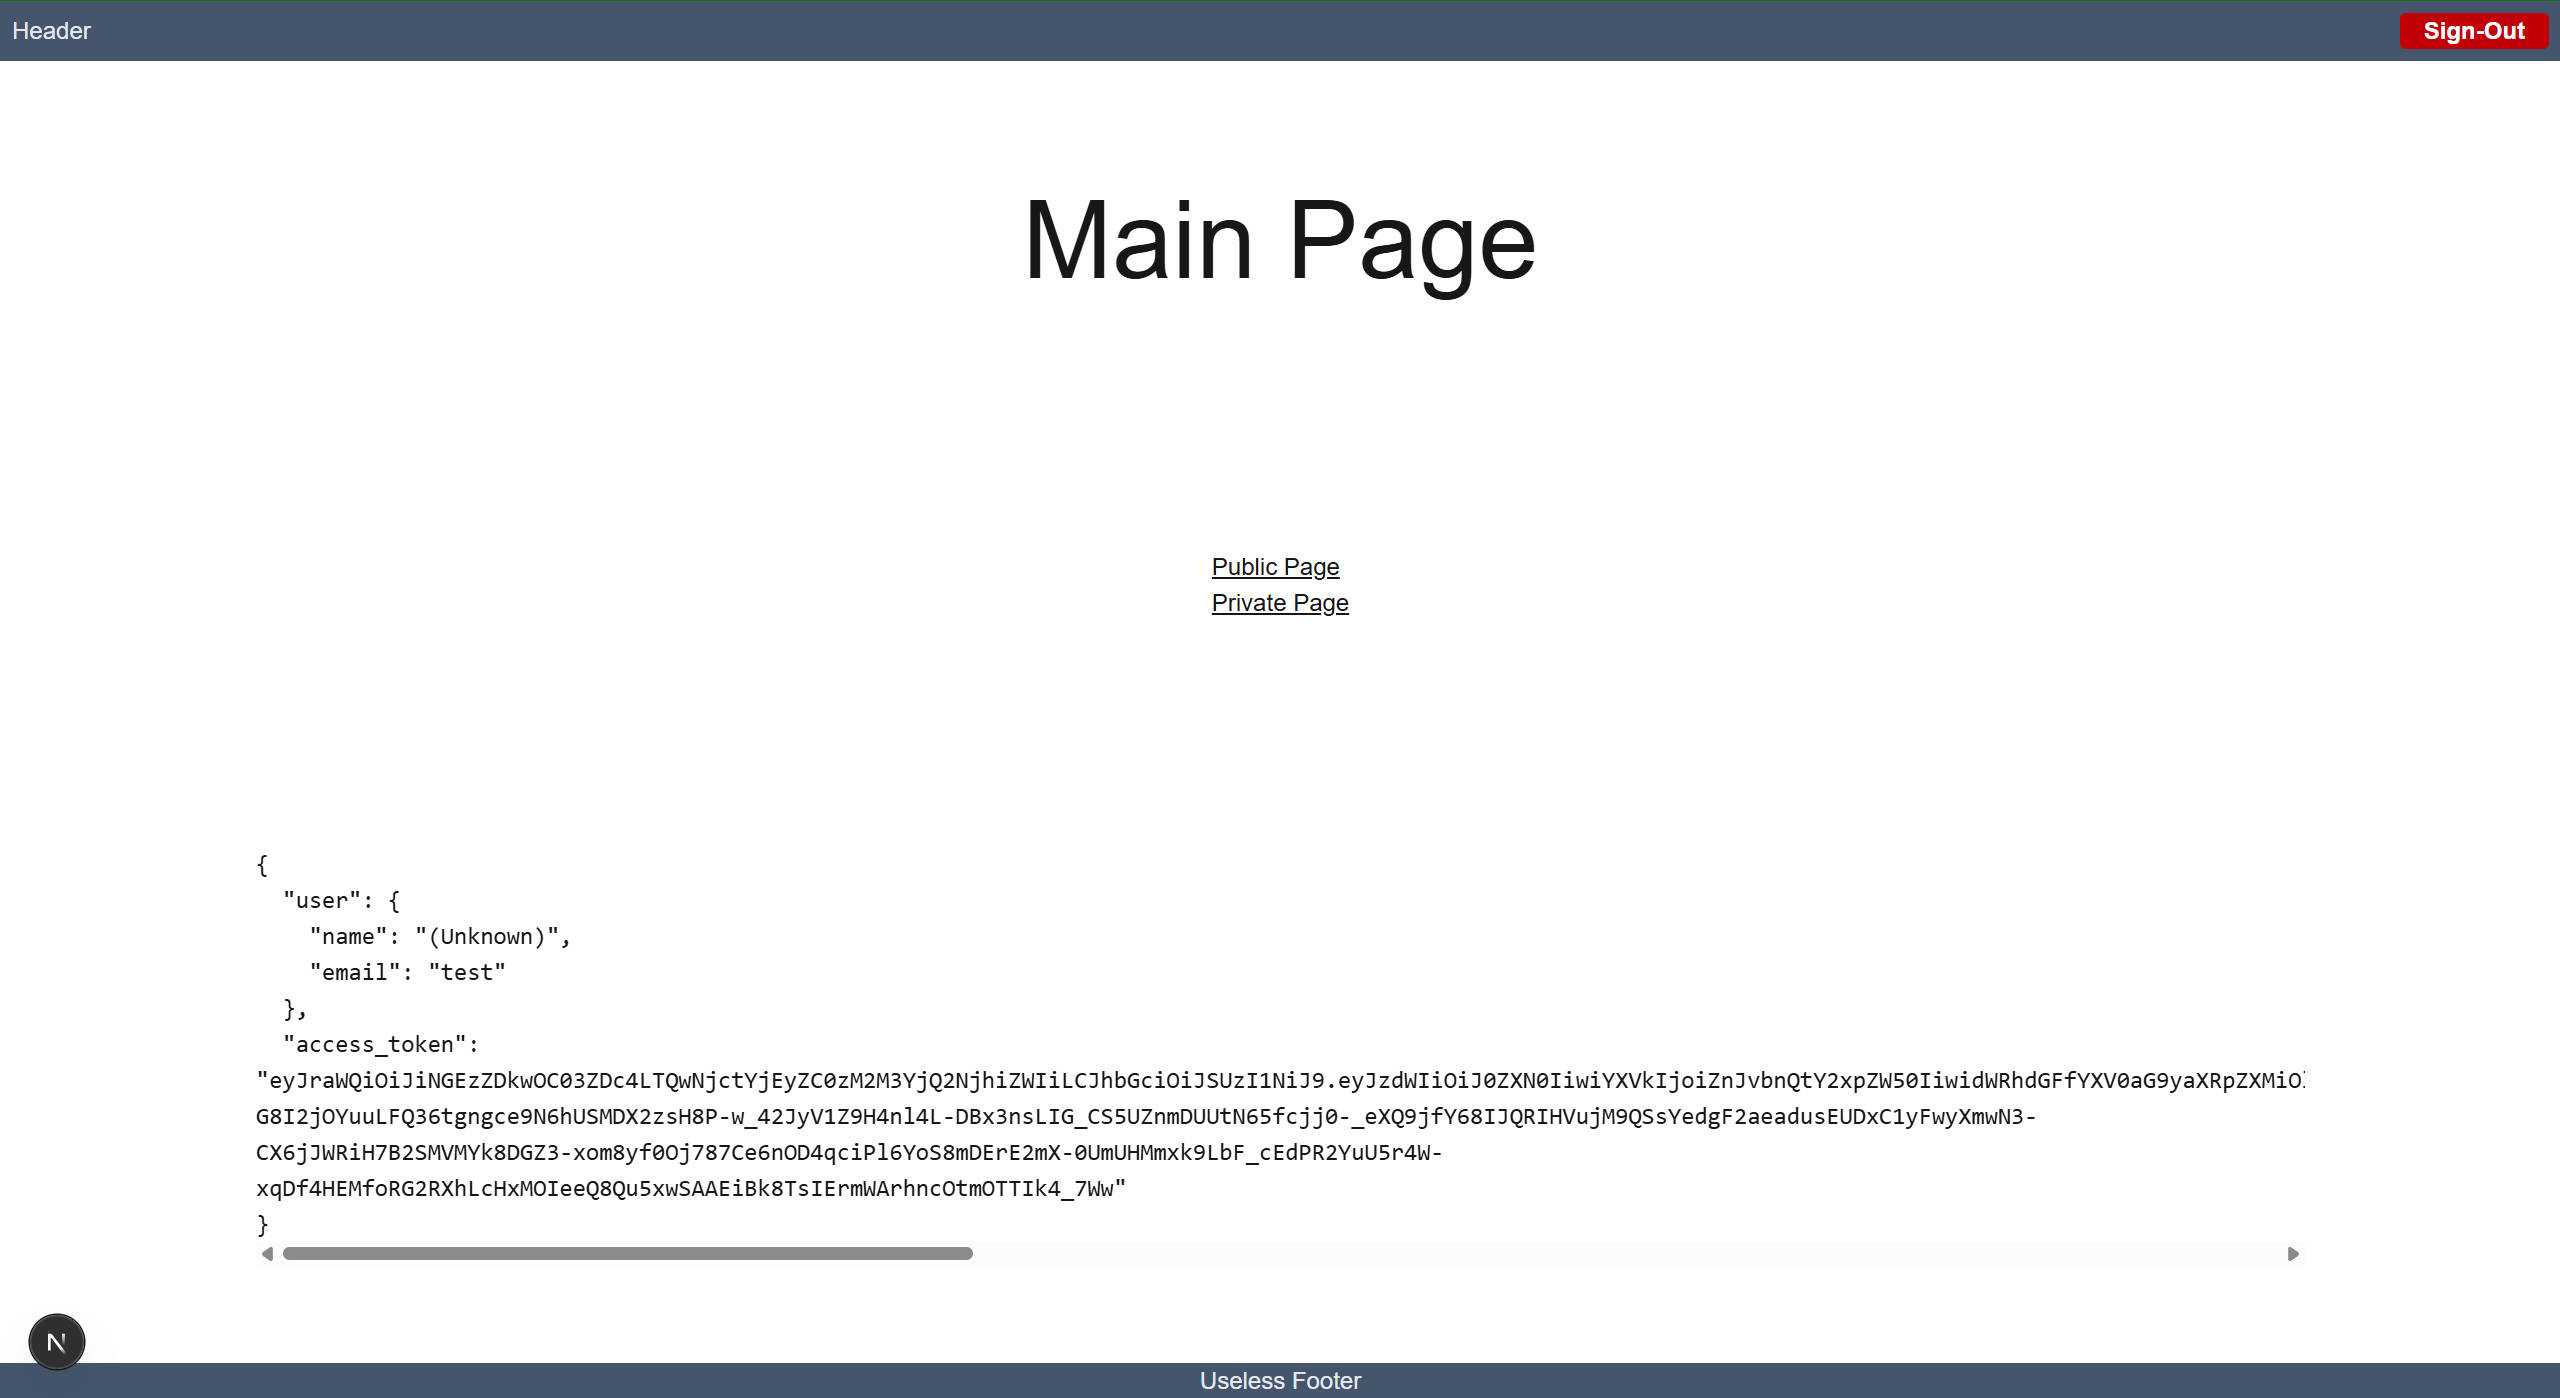 Header
Sign-Out
Main Page
Public Page
Private Page
{
"user": {
"name": "(Unknown)",
"email": "test"
},
"access_token":
"eyJraWQiOiJiNGEzZDkwOC03ZDc4LTQwNjctYjEyZC0zM2M3YjQ2NjhiZWIiLCJhbGciOiJSUzI1NiJ9.eyJzdWIiOiJ0ZXN0IiwiYXVkIjoiZnJvbnQtY2xpZW50IiwidWRhdGFfYXV0aG9yaXRpZXMiO
G8I2jOYuuLFQ36tgngce9N6hUSMDX2zsH8P-w_42JyV1Z9H4nl4L-DBx3nsLIG_CS5UZnmDUUtN65fcjj0-_eXQ9jfY68IJQRIHVujM9QSsYedgF2aeadusEUDxC1yFwyXmwN3-
CX6jJWRiH7B2SMVMYk8DGZ3-xom8yf0Oj787Ce6nOD4qciPl6YoS8mDErE2mX-0UmUHMmxk9LbF_cEdPR2YuU5r4W-
xqDf4HEMfoRG2RXhLcHxMOIeeQ8Qu5xwSAAEiBk8TsIErmWArhncOtmOTTIk4_7Ww"
}
N
Useless Footer